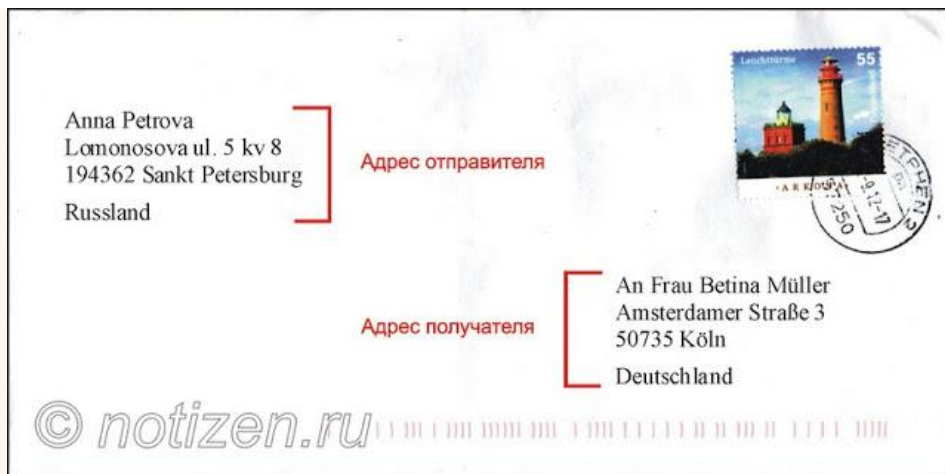 Leuchttürme 55
Anna Petrova
Lomonosova ul. 5 kv 8
194362 Sankt Petersburg
Russland
Адрес отправителя
ARKONA
An Frau Betina Müller
Amsterdamer Straße 3
50735 Köln
Deutschland
Адрес получателя
© notizen.ru